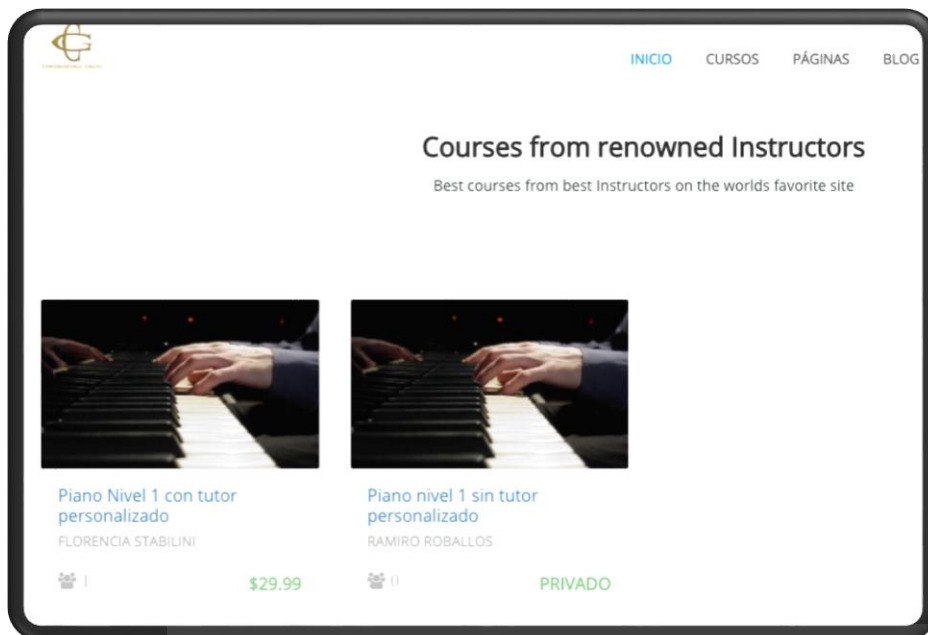 INICIO CURSOS PÁGINAS BLOG
Courses from renowned Instructors
Best courses from best Instructors on the worlds favorite site
Piano Nivel 1 con tutor
personalizado
FLORENCIA STABILINI
1
$29.99
Piano nivel 1 sin tutor
personalizado
RAMIRO ROBALLOS
0
PRIVADO